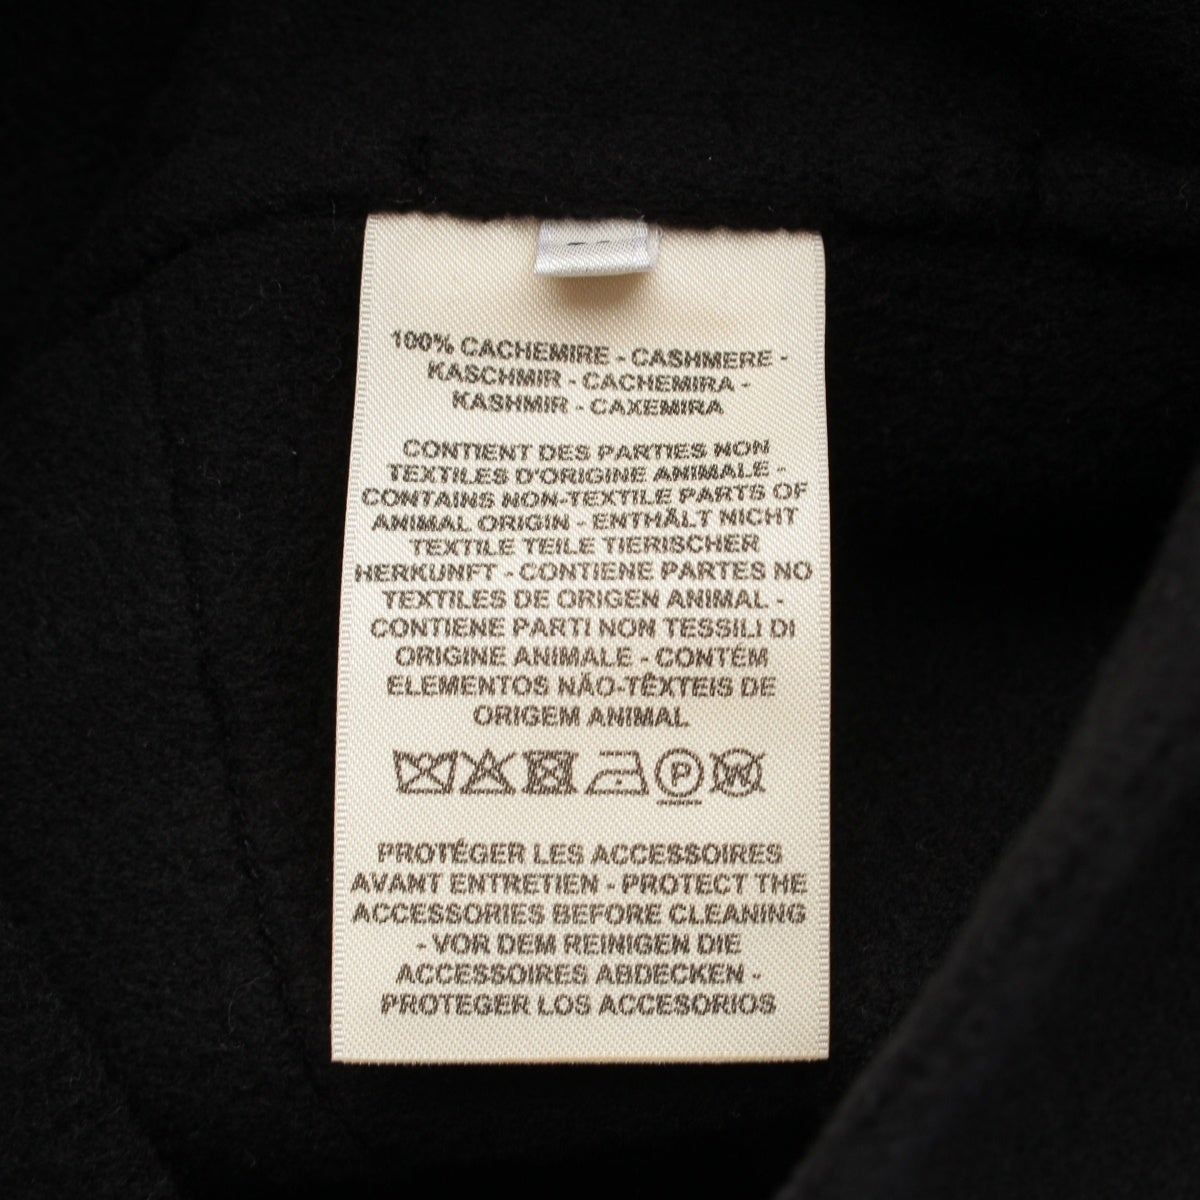 100% CACHEMIRE - CASHMERE -
KASCHMIR - CACHEMIRA -
KASHMIR - CAXEMIRA
CONTIENT DES PARTIES NON
TEXTILES D'ORIGINE ANIMALE -
CONTAINS NON-TEXTILE PARTS OF
ANIMAL ORIGIN - ENTHÄLT NICHT
TEXTILE TEILE TIERISCHER
HERKUNFT - CONTIENE PARTES NO
TEXTILES DE ORIGEN ANIMAL -
CONTIENE PARTI NON TESSILI DI
ORIGINE ANIMALE - CONTÉM
ELEMENTOS NÃO-TÊXTEIS DE
ORIGEM ANIMAL
P W
PROTÉGER LES ACCESSOIRES
AVANT ENTRETIEN - PROTECT THE
ACCESSORIES BEFORE CLEANING
- VOR DEM REINIGEN DIE
ACCESSOIRES ABDECKEN -
PROTEGER LOS ACCESORIOS